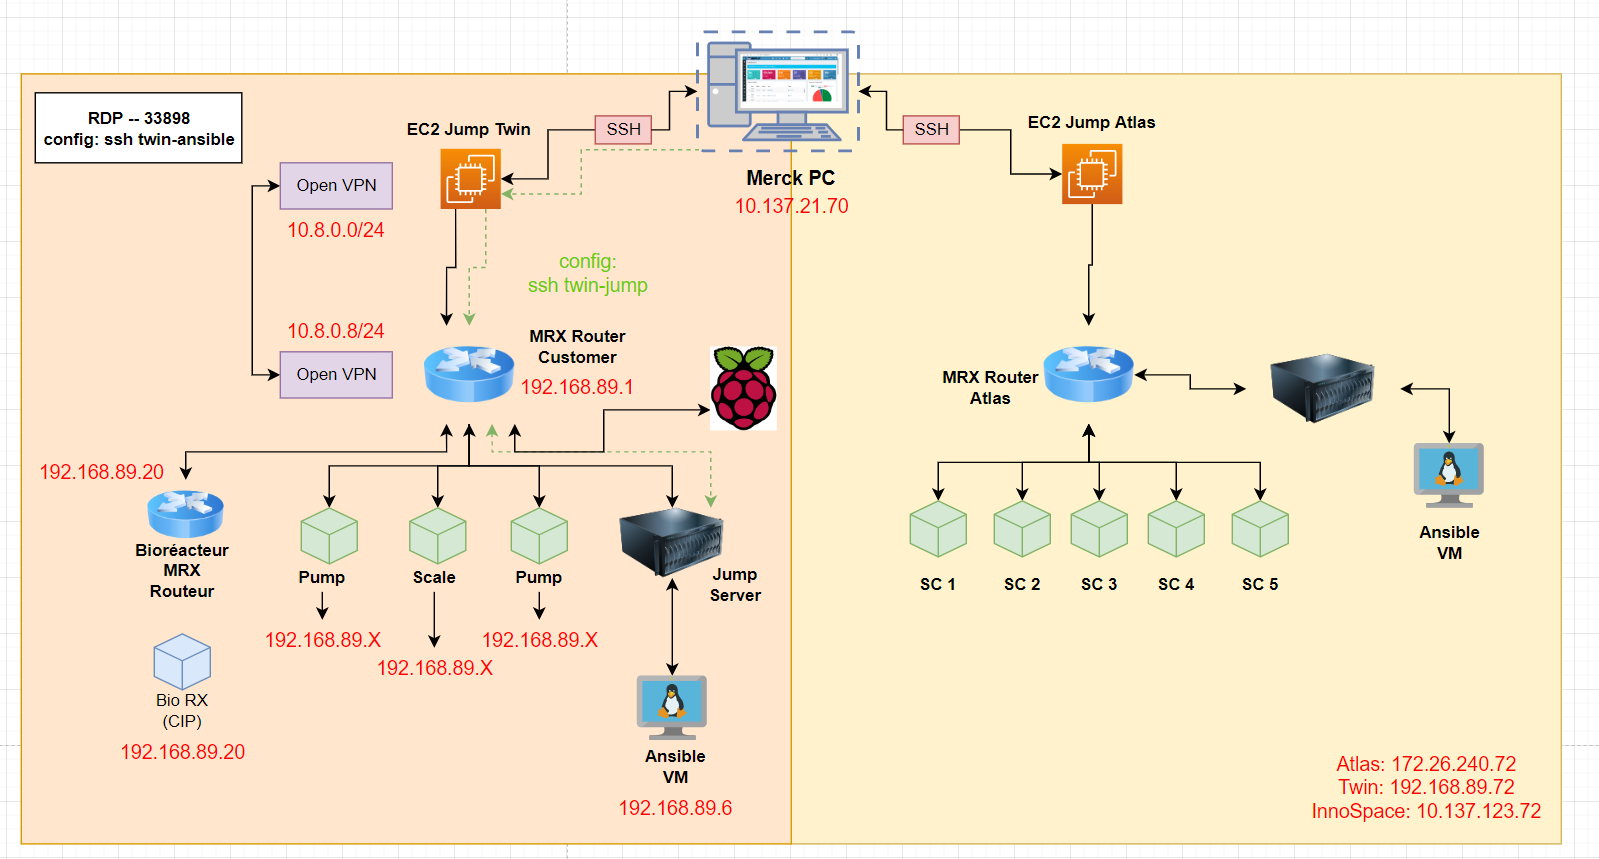 RDP -- 33898
config: ssh twin-ansible
EC2 Jump Twin
SSH
SSH
EC2 Jump Atlas
Merck PC
10.137.21.70
Open VPN
10.8.0.0/24
config:
ssh twin-jump
10.8.0.8/24
Open VPN
MRX Router
Customer
192.168.89.1
MRX Router
Atlas
192.168.89.20
Bioréacteur
MRX
Routeur
Pump
Scale
Pump
Jump
Server
192.168.89.X
192.168.89.X
192.168.89.X
Bio RX
(CIP)
192.168.89.20
Ansible
VM
192.168.89.6
SC 1
SC 2
SC 3
SC 4
SC 5
Ansible
VM
Atlas: 172.26.240.72
Twin: 192.168.89.72
InnoSpace: 10.137.123.72